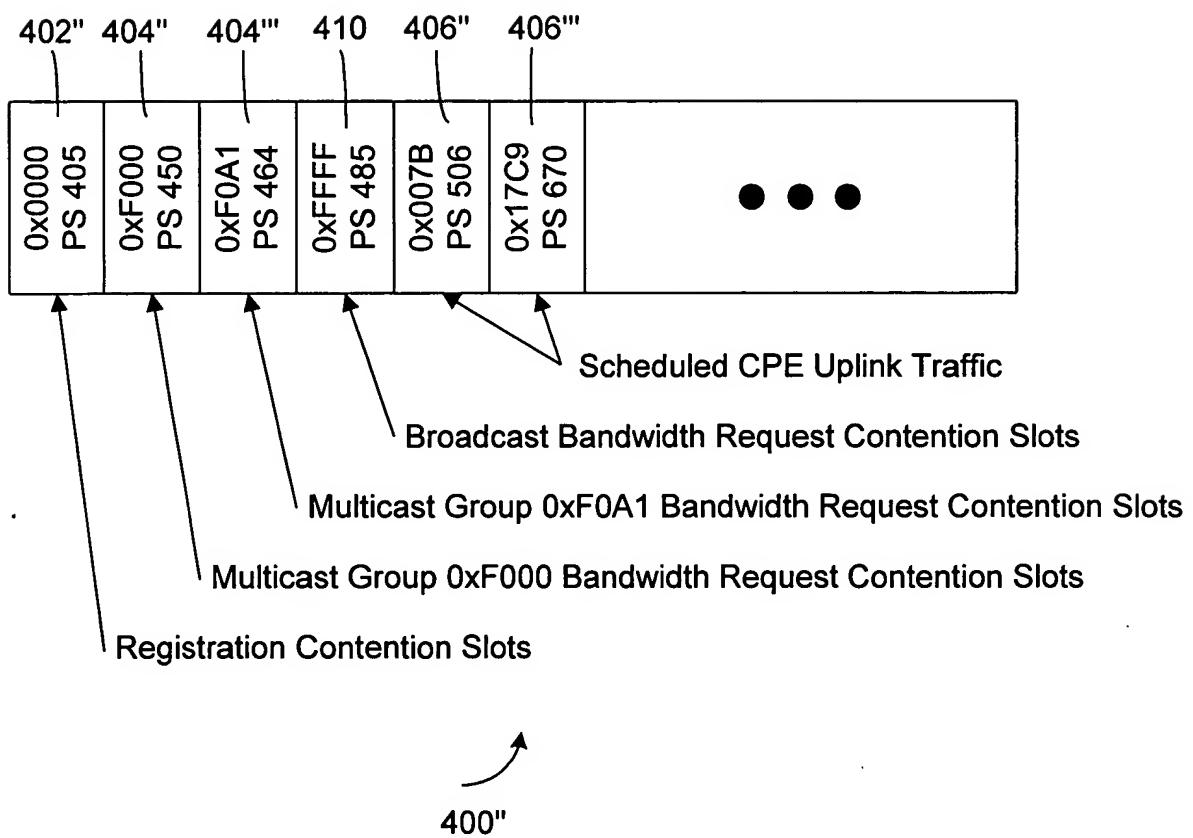 402" 404" 404"' 410 406" 406"'
0x0000
PS 405
0xF000
PS 450
0xF0A1
PS 464
0xFFFF
PS 485
0x007B
PS 506
0x17C9
PS 670
Scheduled CPE Uplink Traffic
Broadcast Bandwidth Request Contention Slots
Multicast Group 0xF0A1 Bandwidth Request Contention Slots
Multicast Group 0xF000 Bandwidth Request Contention Slots
Registration Contention Slots
400"